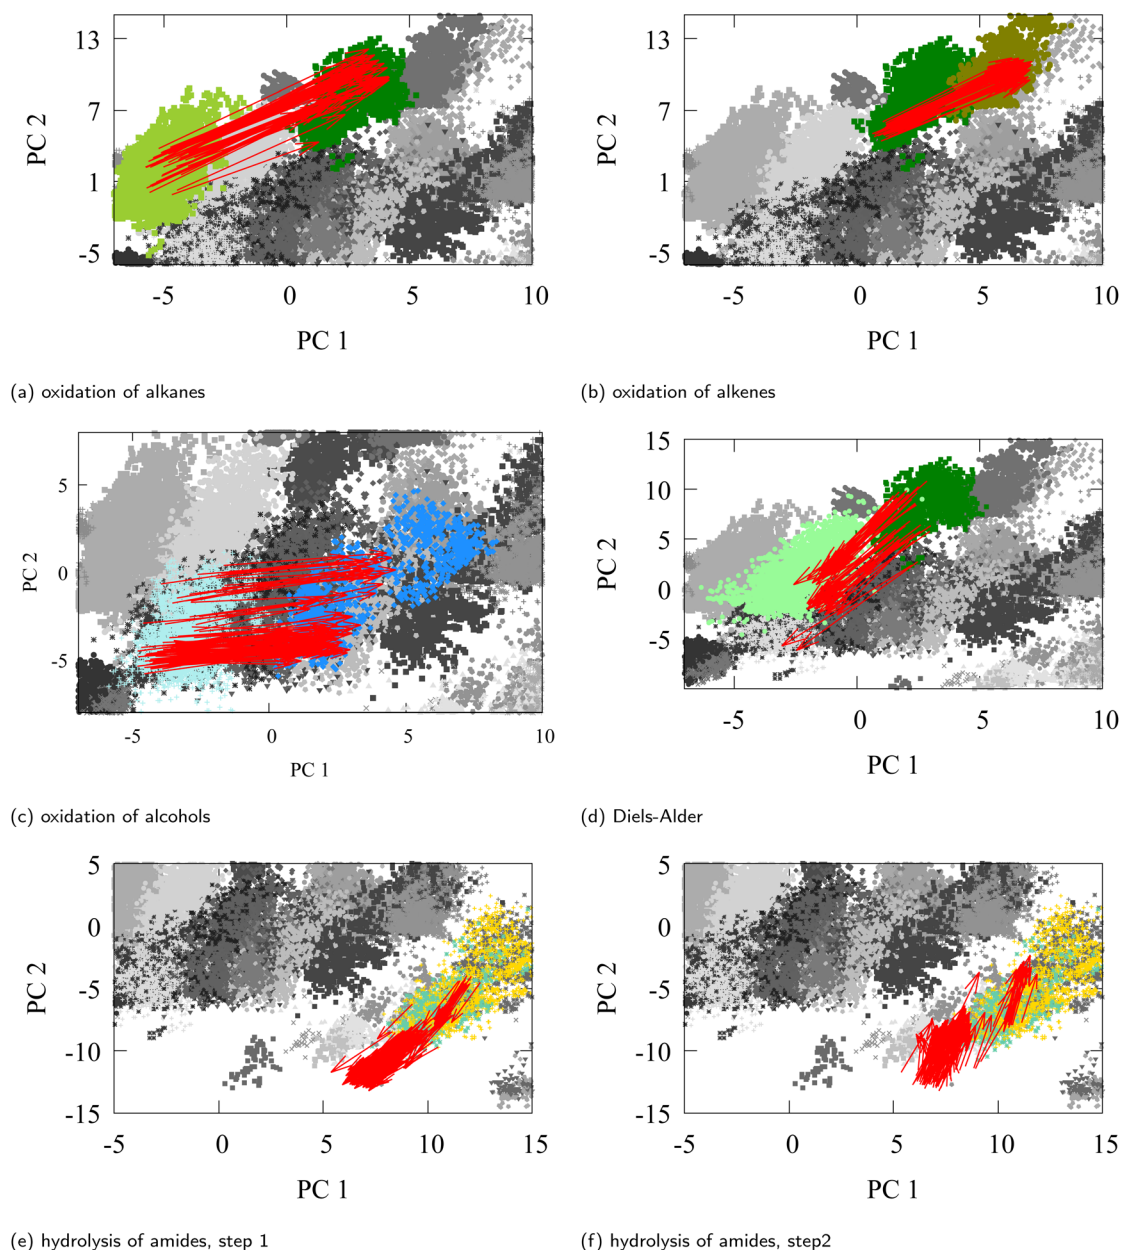 13
7
1
-5
PC 2
-5 0 5 10
PC 1
(a) oxidation of alkanes
13
7
1
-5
PC 2
-5 0 5 10
PC 1
(b) oxidation of alkenes
5
0
-5
PC 2
-5 0 5 10
PC 1
(c) oxidation of alcohols
15
10
5
0
-5
PC 2
-5 0 5 10
PC 1
(d) Diels-Alder
5
0
-5
-10
-15
PC 2
-5 0 5 10 15
PC 1
(e) hydrolysis of amides, step 1
5
0
-5
-10
-15
PC 2
-5 0 5 10 15
PC 1
(f) hydrolysis of amides, step2